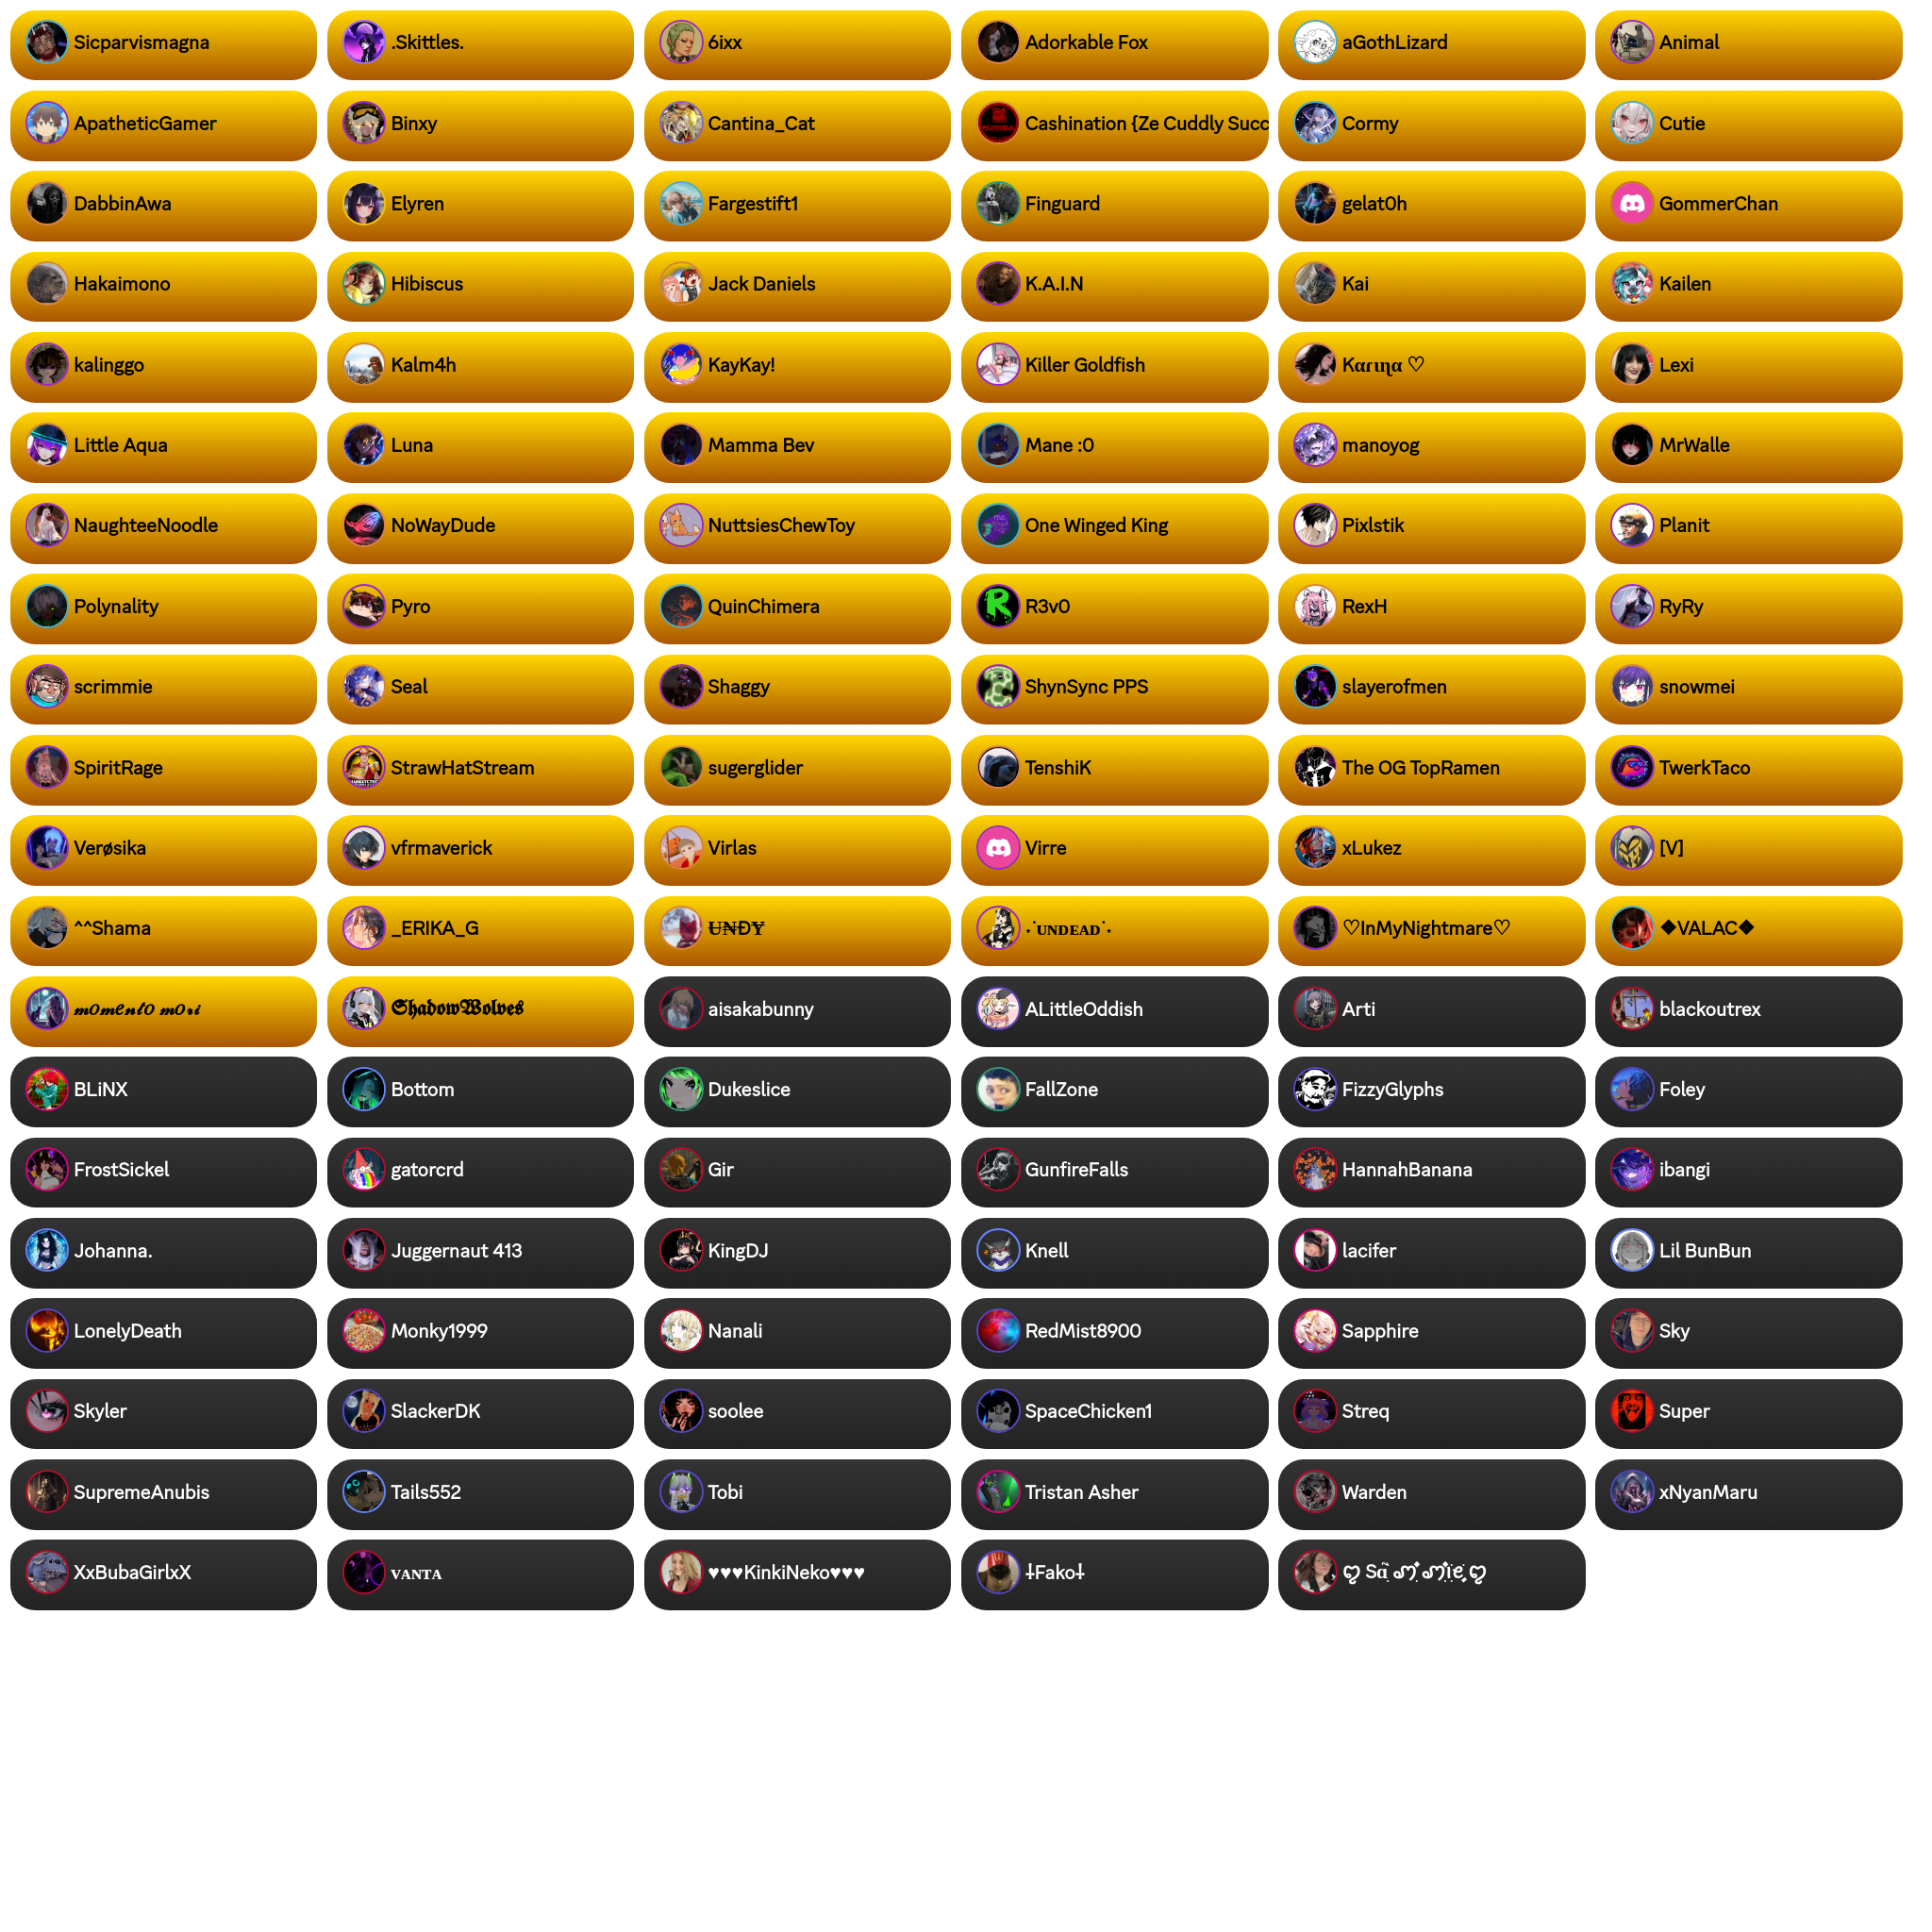 Sicparvismagna
.Skittles.
6ixx
Adorkable Fox
aGothLizard
Animal
ApatheticGamer
Binxy
Cantina_Cat
Cashination {Ze Cuddly Succ
Cormy
Cutie
DabbinAwa
Elyren
Fargestift1
Finguard
gelat0h
GommerChan
Hakaimono
Hibiscus
Jack Daniels
K.A.I.N
Kai
Kailen
kalinggo
Kalm4h
KayKay!
Killer Goldfish
Kαɾιɳα ♡
Lexi
Little Aqua
Luna
Mamma Bev
Mane :0
manoyog
MrWalle
NaughteeNoodle
NoWayDude
NuttsiesChewToy
One Winged King
Pixlstik
Planit
Polynality
Pyro
QuinChimera
R3v0
RexH
RyRy
scrimmie
Seal
Shaggy
ShynSync PPS
slayerofmen
snowmei
SpiritRage
StrawHatStream
sugerglider
TenshiK
The OG TopRamen
TwerkTaco
Verøsika
vfrmaverick
Virlas
Virre
xLukez
[V]
^^Shama
_ERIKA_G
U̶₦ĐɎ
˖˙ᴜɴᴅᴇᴀᴅ˙˖
♡InMyNightmare♡
❖VALAC❖
𝓶𝓸𝓶𝓮𝓷𝓽𝓸 𝓶𝓸𝓻𝓲
𝕾𝖍𝖆𝖉𝖔𝖜𝖂𝖔𝖑𝖛𝖊𝖘
aisakabunny
ALittleOddish
Arti
blackoutrex
BLiNX
Bottom
Dukeslice
FallZone
FizzyGlyphs
Foley
FrostSickel
gatorcrd
Gir
GunfireFalls
HannahBanana
ibangi
Johanna.
Juggernaut 413
KingDJ
Knell
lacifer
Lil BunBun
LonelyDeath
Monky1999
Nanali
RedMist8900
Sapphire
Sky
Skyler
SlackerDK
soolee
SpaceChicken1
Streq
Super
SupremeAnubis
Tails552
Tobi
Tristan Asher
Warden
xNyanMaru
XxBubaGirlxX
ᴠᴀɴᴛᴀ
♥♥♥KinkiNeko♥♥♥
⸸Fako⸸